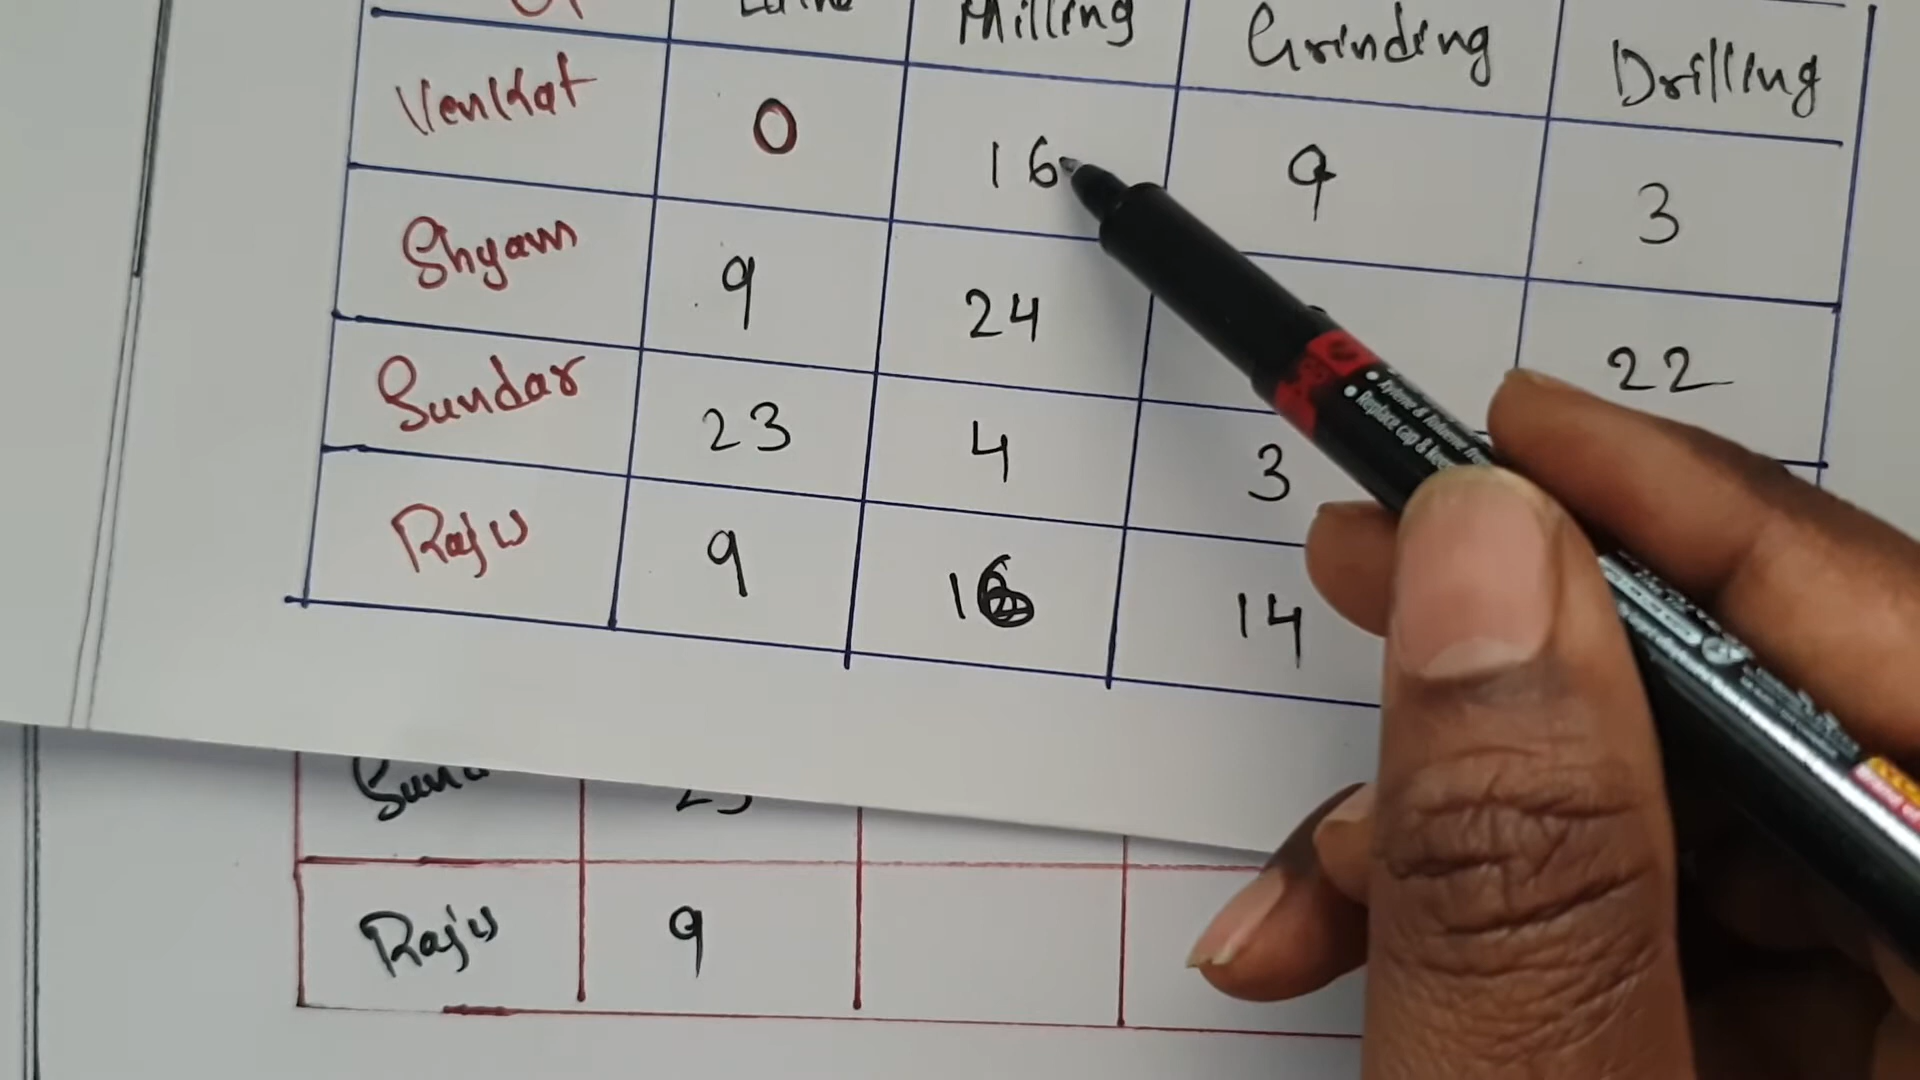 Milling Grinding Drilling
Venkat 0 16 9 3
Shyam 9 24 22
Sundar 23 4 3
Raju 9 16 14
Raju 9